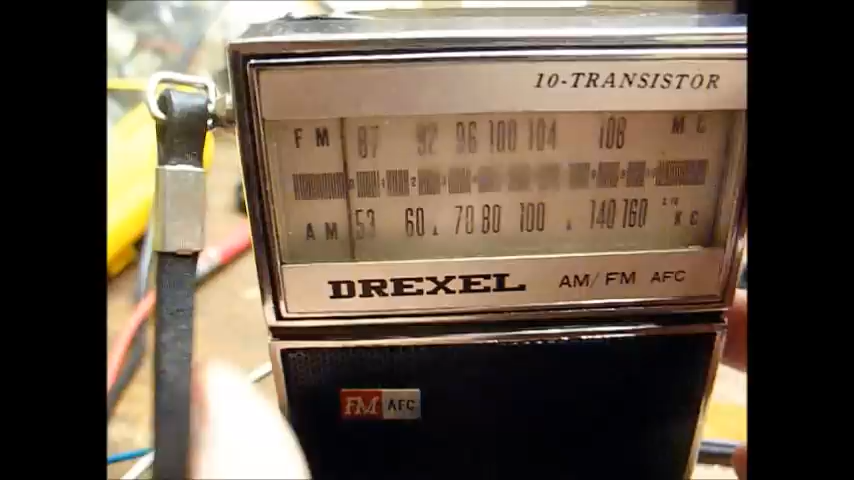 10-TRANSISTOR
FM 87 92 96 100 104 108 MC
AM 53 60 70 80 100 140 160 KC
DREXEL AM/FM AFC
FM AFC